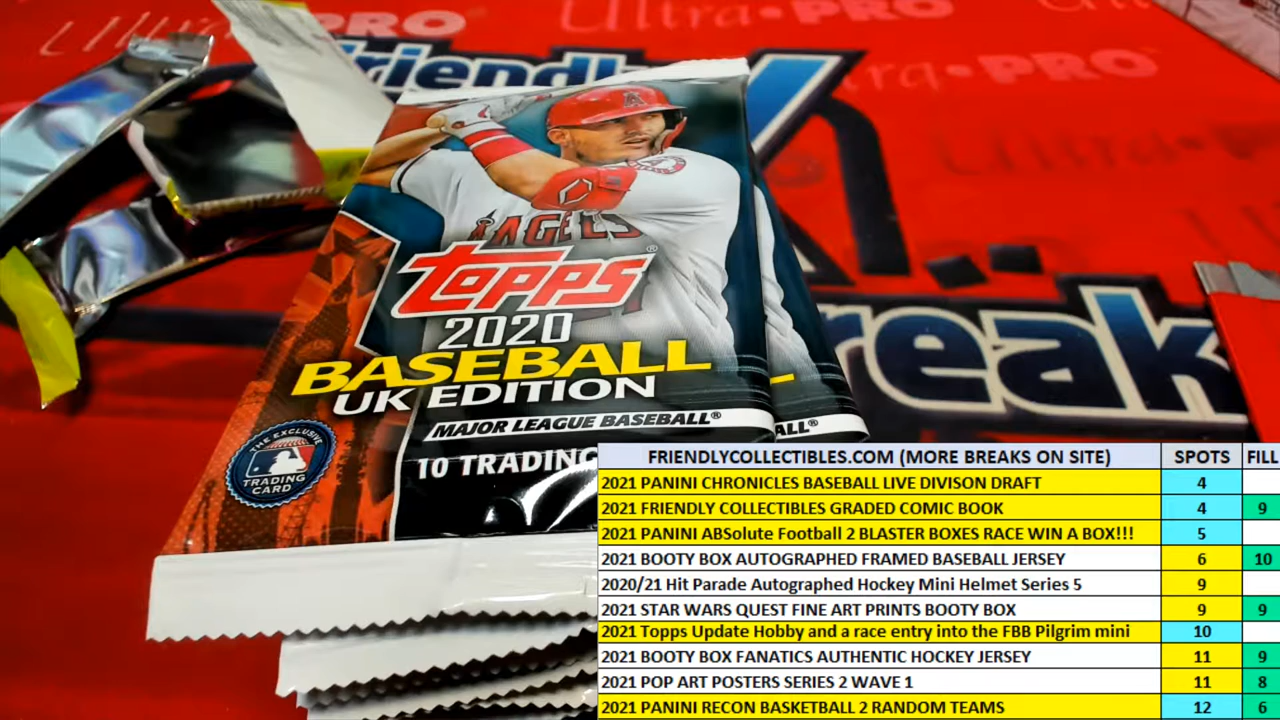 Ultra•PRO
Ultra•PRO
Ultra•PRO
Ultra•PRO
friendly
Break
A
ANGELS
TOPPS®
2020
BASEBALL
UK EDITION
MAJOR LEAGUE BASEBALL®
ALL®
THE EXCLUSIVE
TRADING
CARD
10 TRADING
FRIENDLYCOLLECTIBLES.COM (MORE BREAKS ON SITE) SPOTS FILL
2021 PANINI CHRONICLES BASEBALL LIVE DIVISON DRAFT 4
2021 FRIENDLY COLLECTIBLES GRADED COMIC BOOK 4 9
2021 PANINI ABSolute Football 2 BLASTER BOXES RACE WIN A BOX!!! 5
2021 BOOTY BOX AUTOGRAPHED FRAMED BASEBALL JERSEY 6 10
2020/21 Hit Parade Autographed Hockey Mini Helmet Series 5 9
2021 STAR WARS QUEST FINE ART PRINTS BOOTY BOX 9 9
2021 Topps Update Hobby and a race entry into the FBB Pilgrim mini 10
2021 BOOTY BOX FANATICS AUTHENTIC HOCKEY JERSEY 11 9
2021 POP ART POSTERS SERIES 2 WAVE 1 11 8
2021 PANINI RECON BASKETBALL 2 RANDOM TEAMS 12 6